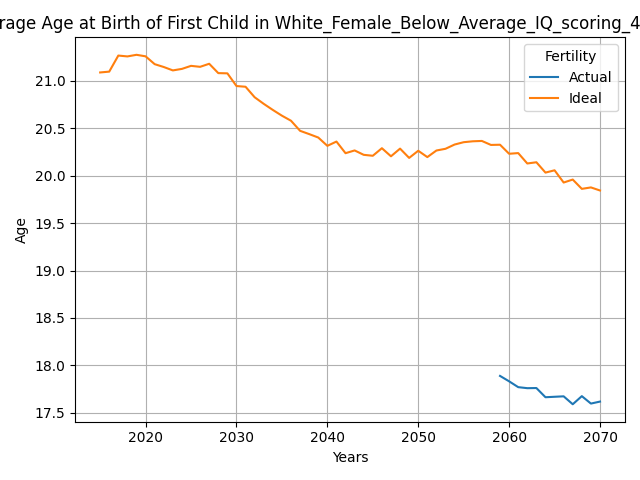 rage Age at Birth of First Child in White_Female_Below_Average_IQ_scoring_4
Fertility
Actual
Ideal
21.0
20.5
20.0
19.5
19.0
18.5
18.0
17.5
Age
2020 2030 2040 2050 2060 2070
Years